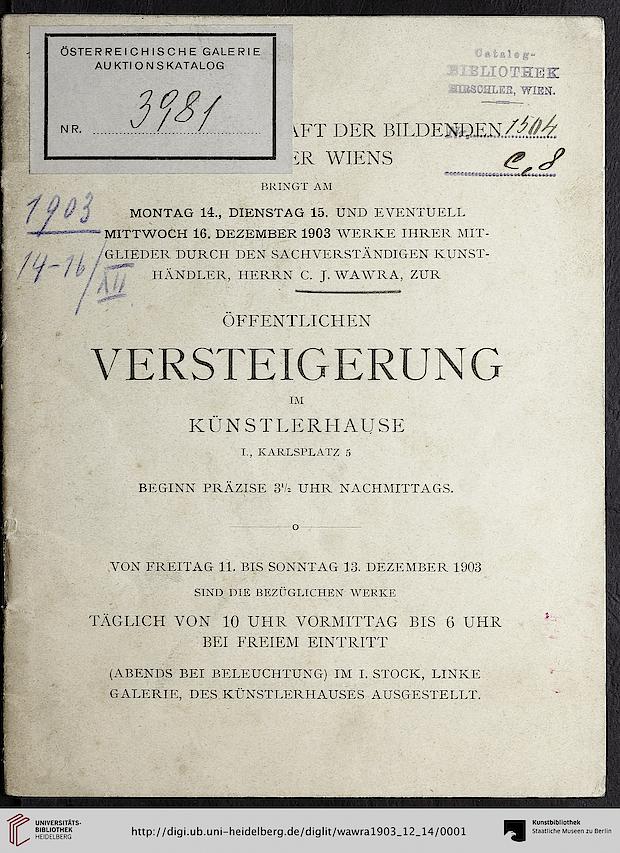 ÖSTERREICHISCHE GALERIE
AUKTIONSKATALOG
NR. 3981
Catalog-
BIBLIOTHEK
HIRSCHLER, WIEN.
1504
C,8
AFT DER BILDENDEN
ER WIENS
BRINGT AM
1903
14-16/XII
MONTAG 14., DIENSTAG 15. UND EVENTUELL
MITTWOCH 16. DEZEMBER 1903 WERKE IHRER MIT-
GLIEDER DURCH DEN SACHVERSTÄNDIGEN KUNST-
HÄNDLER, HERRN C. J. WAWRA, ZUR
ÖFFENTLICHEN
VERSTEIGERUNG
IM
KÜNSTLERHAUSE
I., KARLSPLATZ 5
BEGINN PRÄZISE 3½ UHR NACHMITTAGS.
VON FREITAG 11. BIS SONNTAG 13. DEZEMBER 1903
SIND DIE BEZÜGLICHEN WERKE
TÄGLICH VON 10 UHR VORMITTAG BIS 6 UHR
BEI FREIEM EINTRITT
(ABENDS BEI BELEUCHTUNG) IM I. STOCK, LINKE
GALERIE, DES KÜNSTLERHAUSES AUSGESTELLT.
UNIVERSITÄTS-
BIBLIOTHEK
HEIDELBERG
http://digi.ub.uni-heidelberg.de/diglit/wawra1903_12_14/0001
Kunstbibliothek
Staatliche Museen zu Berlin